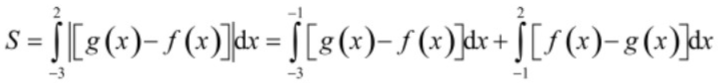 S = ∫_{-3}^{2} |[g(x) − f(x)]|dx = ∫_{-3}^{-1} [g(x) − f(x)]dx + ∫_{-1}^{2} [f(x) − g(x)]dx